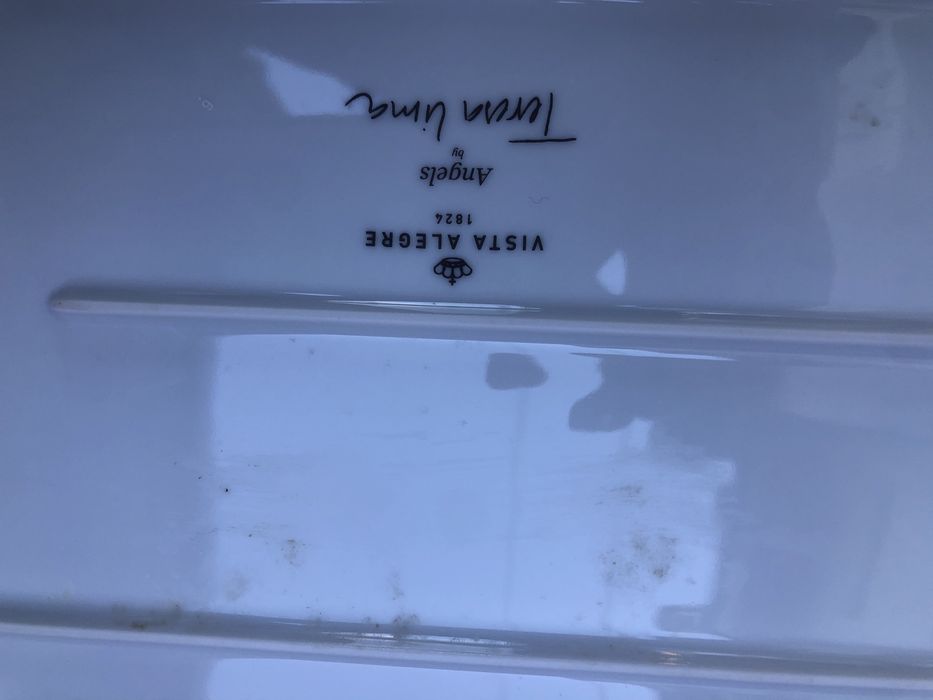 VISTA ALEGRE
1824
Angels
by
Teresa Lima